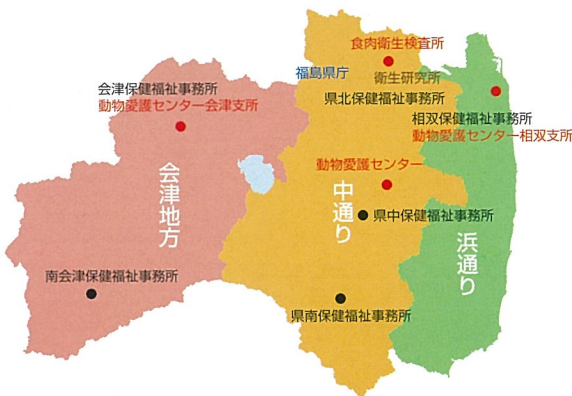 食肉衛生検査所
福島県庁
衛生研究所
県北保健福祉事務所
会津保健福祉事務所
動物愛護センター会津支所
相双保健福祉事務所
動物愛護センター相双支所
動物愛護センター
会津地方
中通り
県中保健福祉事務所
浜通り
南会津保健福祉事務所
県南保健福祉事務所